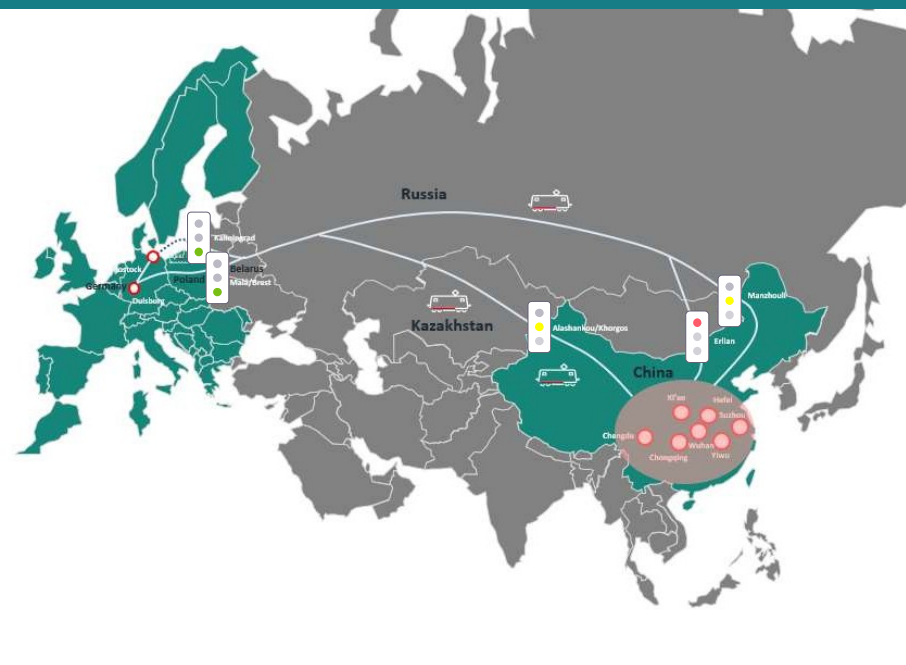 Russia
Kaliningrad
Belarus
Poland
Mala/Brest
Germany
Duisburg
Manzhouli
Kazakhstan
Alashankou/Khorgos
Erlian
China
Xi'an
Hefei
Suzhou
Chengdu
Wuhan
Yiwu
Chongqing